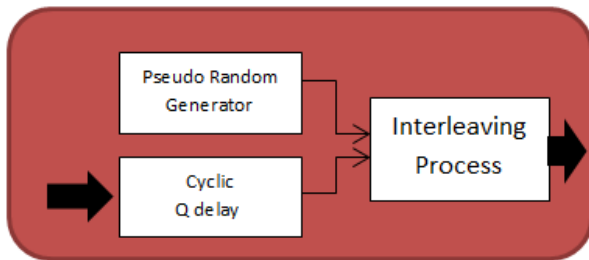 Pseudo Random
Generator
Cyclic
Q delay
Interleaving
Process